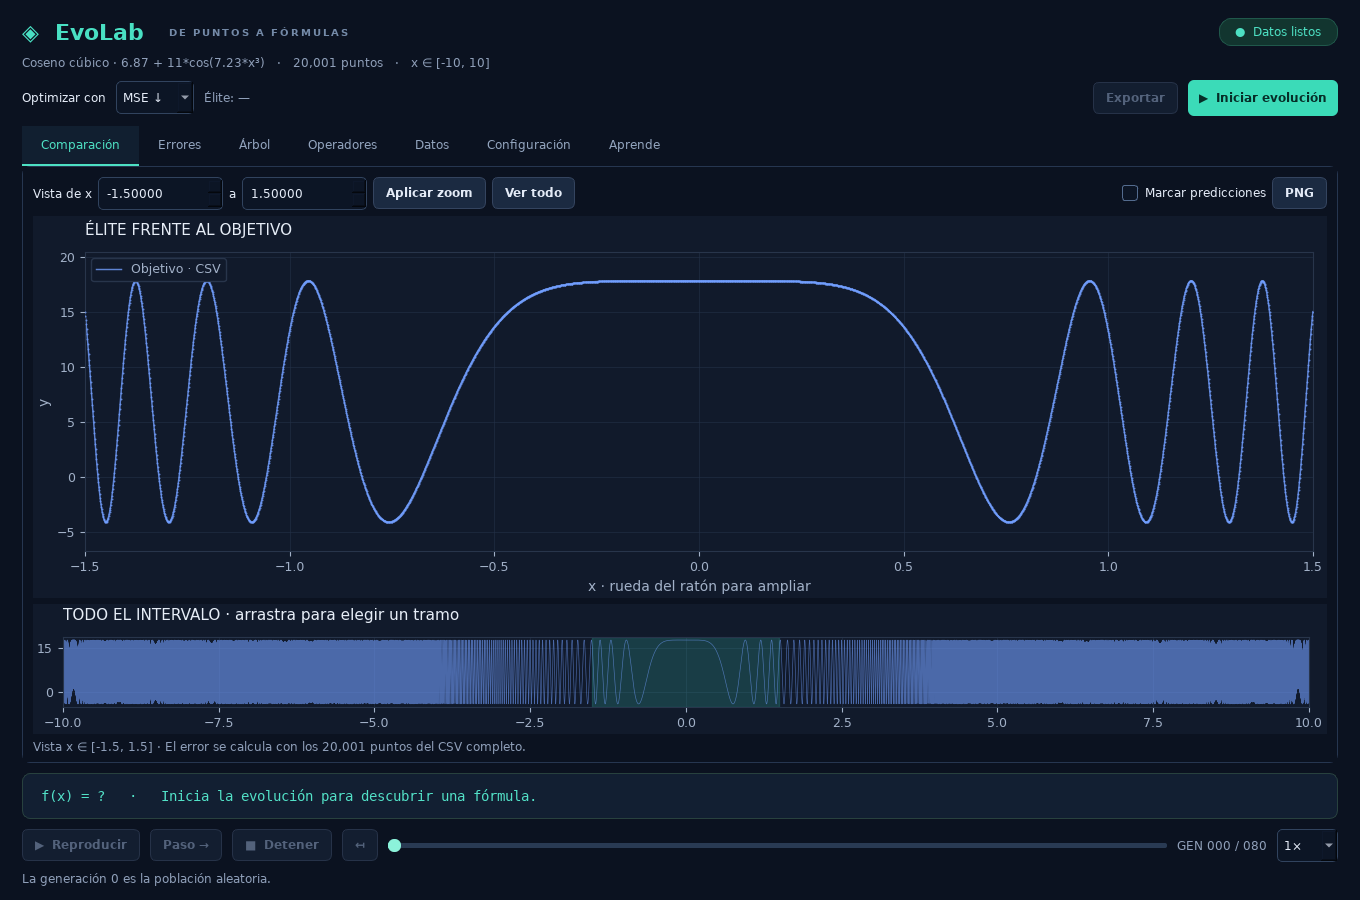 ◈ EvoLab DE PUNTOS A FÓRMULAS ● Datos listos
Coseno cúbico · 6.87 + 11*cos(7.23*x³) · 20,001 puntos · x ∈ [-10, 10]
Optimizar con MSE ↓ Élite: — Exportar ▶ Iniciar evolución
Comparación Errores Árbol Operadores Datos Configuración Aprende
Vista de x -1.50000 a 1.50000 Aplicar zoom Ver todo Marcar predicciones PNG
ÉLITE FRENTE AL OBJETIVO
Objetivo · CSV
20
15
10
5
0
−5
y
−1.5 −1.0 −0.5 0.0 0.5 1.0 1.5
x · rueda del ratón para ampliar
TODO EL INTERVALO · arrastra para elegir un tramo
15
0
−10.0 −7.5 −5.0 −2.5 0.0 2.5 5.0 7.5 10.0
Vista x ∈ [-1.5, 1.5] · El error se calcula con los 20,001 puntos del CSV completo.
f(x) = ? · Inicia la evolución para descubrir una fórmula.
▶ Reproducir Paso → ■ Detener ↤ GEN 000 / 080 1×
La generación 0 es la población aleatoria.